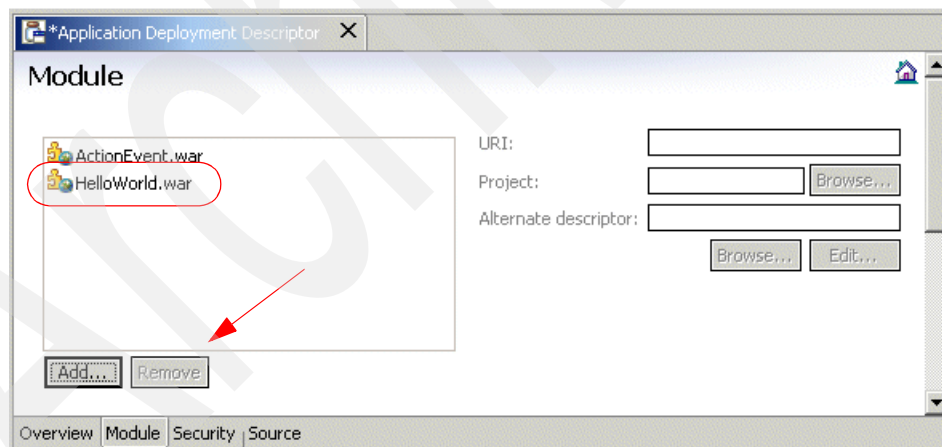 *Application Deployment Descriptor
Module
ActionEvent.war
HelloWorld.war
URI:
Project:
Browse...
Alternate descriptor:
Browse... Edit...
Add... Remove
Overview Module Security Source